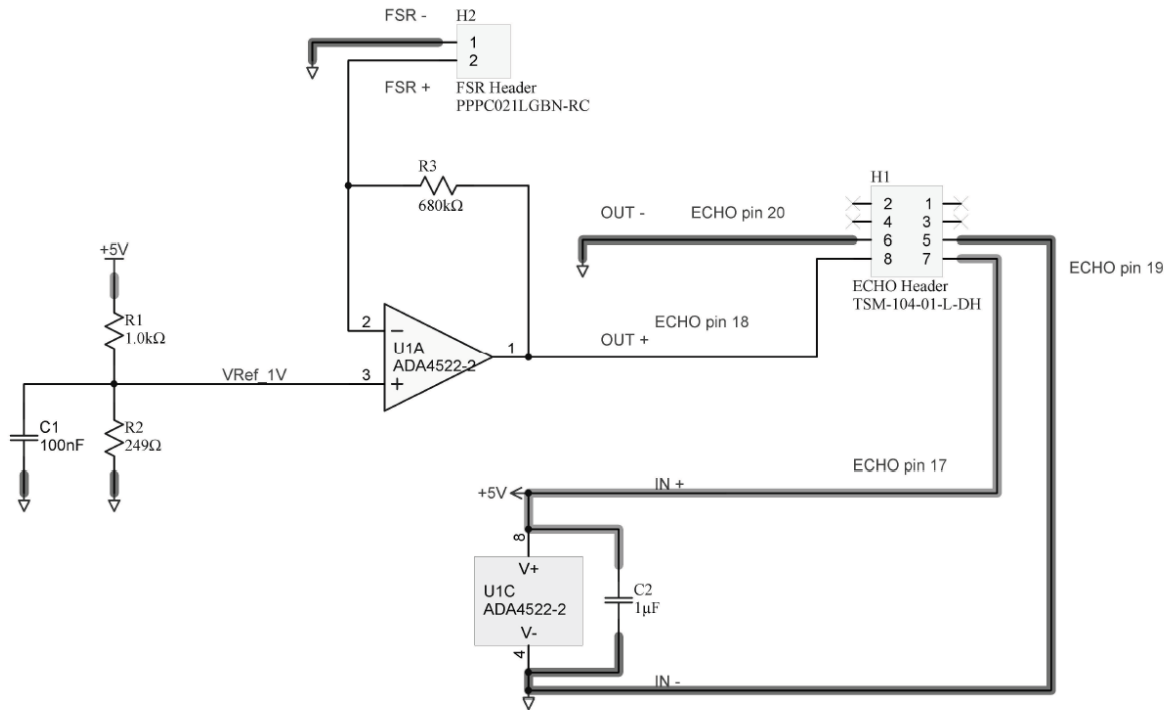 FSR -
H2
1
2
FSR +
FSR Header
PPPC021LGBN-RC
R3
680kΩ
H1
2 1
4 3
6 5
8 7
OUT -
ECHO pin 20
ECHO pin 19
ECHO Header
TSM-104-01-L-DH
+5V
R1
1.0kΩ
2
U1A
ADA4522-2
1
ECHO pin 18
OUT +
VRef_1V
3
C1
100nF
R2
249Ω
ECHO pin 17
+5V
IN +
8
V+
U1C
ADA4522-2
V-
4
C2
1µF
IN -